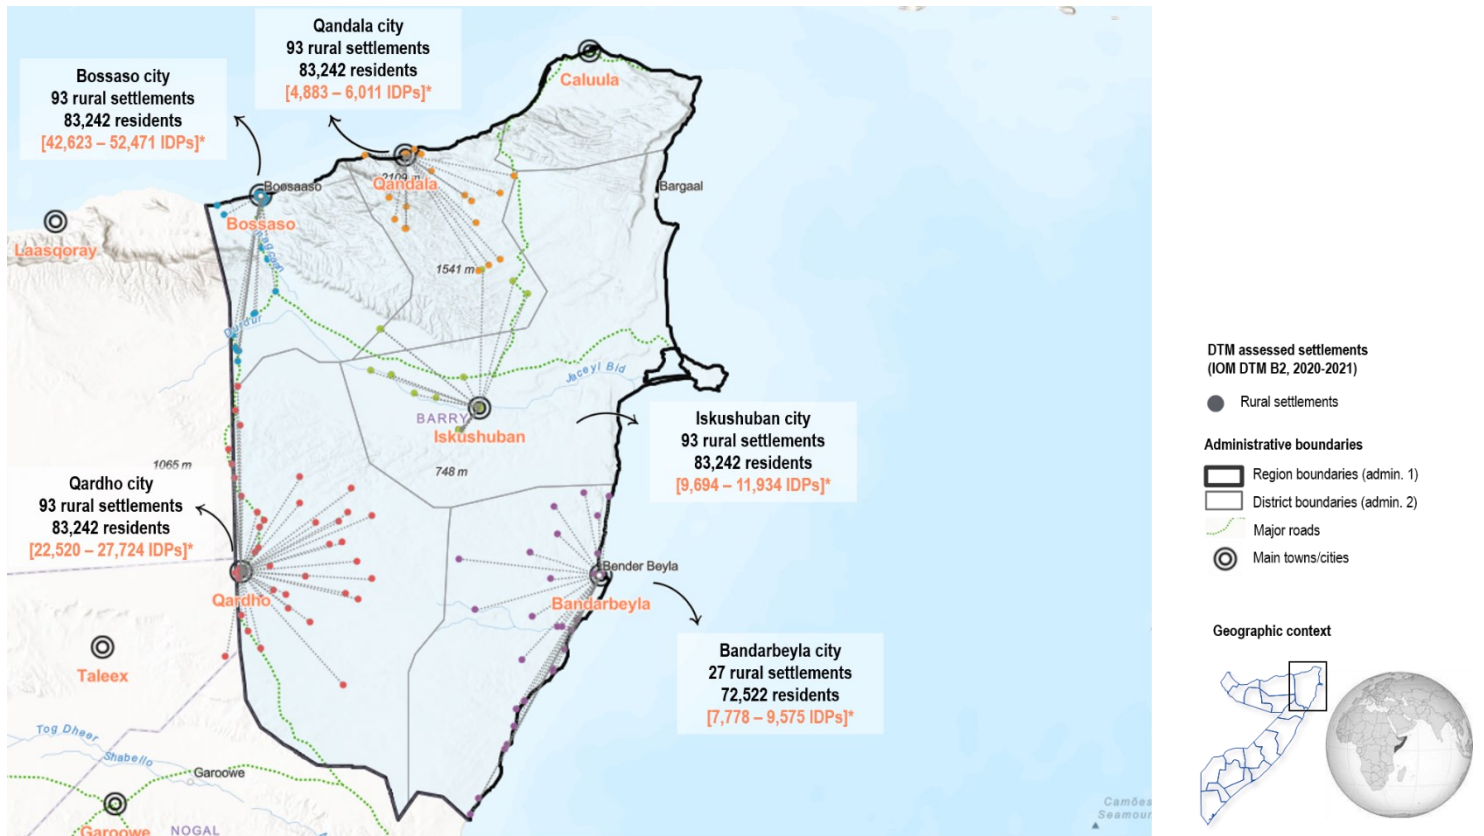 Qandala city
93 rural settlements
83,242 residents
[4,883 – 6,011 IDPs]*
Bossaso city
93 rural settlements
83,242 residents
[42,623 – 52,471 IDPs]*
Caluula
2109 m
Qandala
Boosaaso
Bossaso
Bargaal
Laasqoray
1541 m
Durdur
Jaceyl Bid
BARRY
Iskushuban
Iskushuban city
93 rural settlements
83,242 residents
[9,694 – 11,934 IDPs]*
1065 m
748 m
Qardho city
93 rural settlements
83,242 residents
[22,520 – 27,724 IDPs]*
Bender Beyla
Qardho
Bandarbeyla
Taleex
Bandarbeyla city
27 rural settlements
72,522 residents
[7,778 – 9,575 IDPs]*
Tog Dheer
Shabello
Garoowe
Garoowe
NOGAL
Camões
Seamount
DTM assessed settlements
(IOM DTM B2, 2020-2021)
Rural settlements
Administrative boundaries
Region boundaries (admin. 1)
District boundaries (admin. 2)
Major roads
Main towns/cities
Geographic context